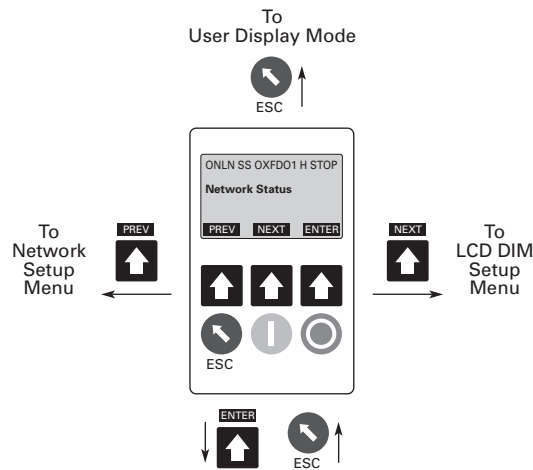 To
User Display Mode
ESC
ONLN SS OXFDO1 H STOP
Network Status
PREV NEXT ENTER
To
Network
Setup
Menu
PREV
NEXT
To
LCD DIM
Setup
Menu
ESC
ENTER
ESC